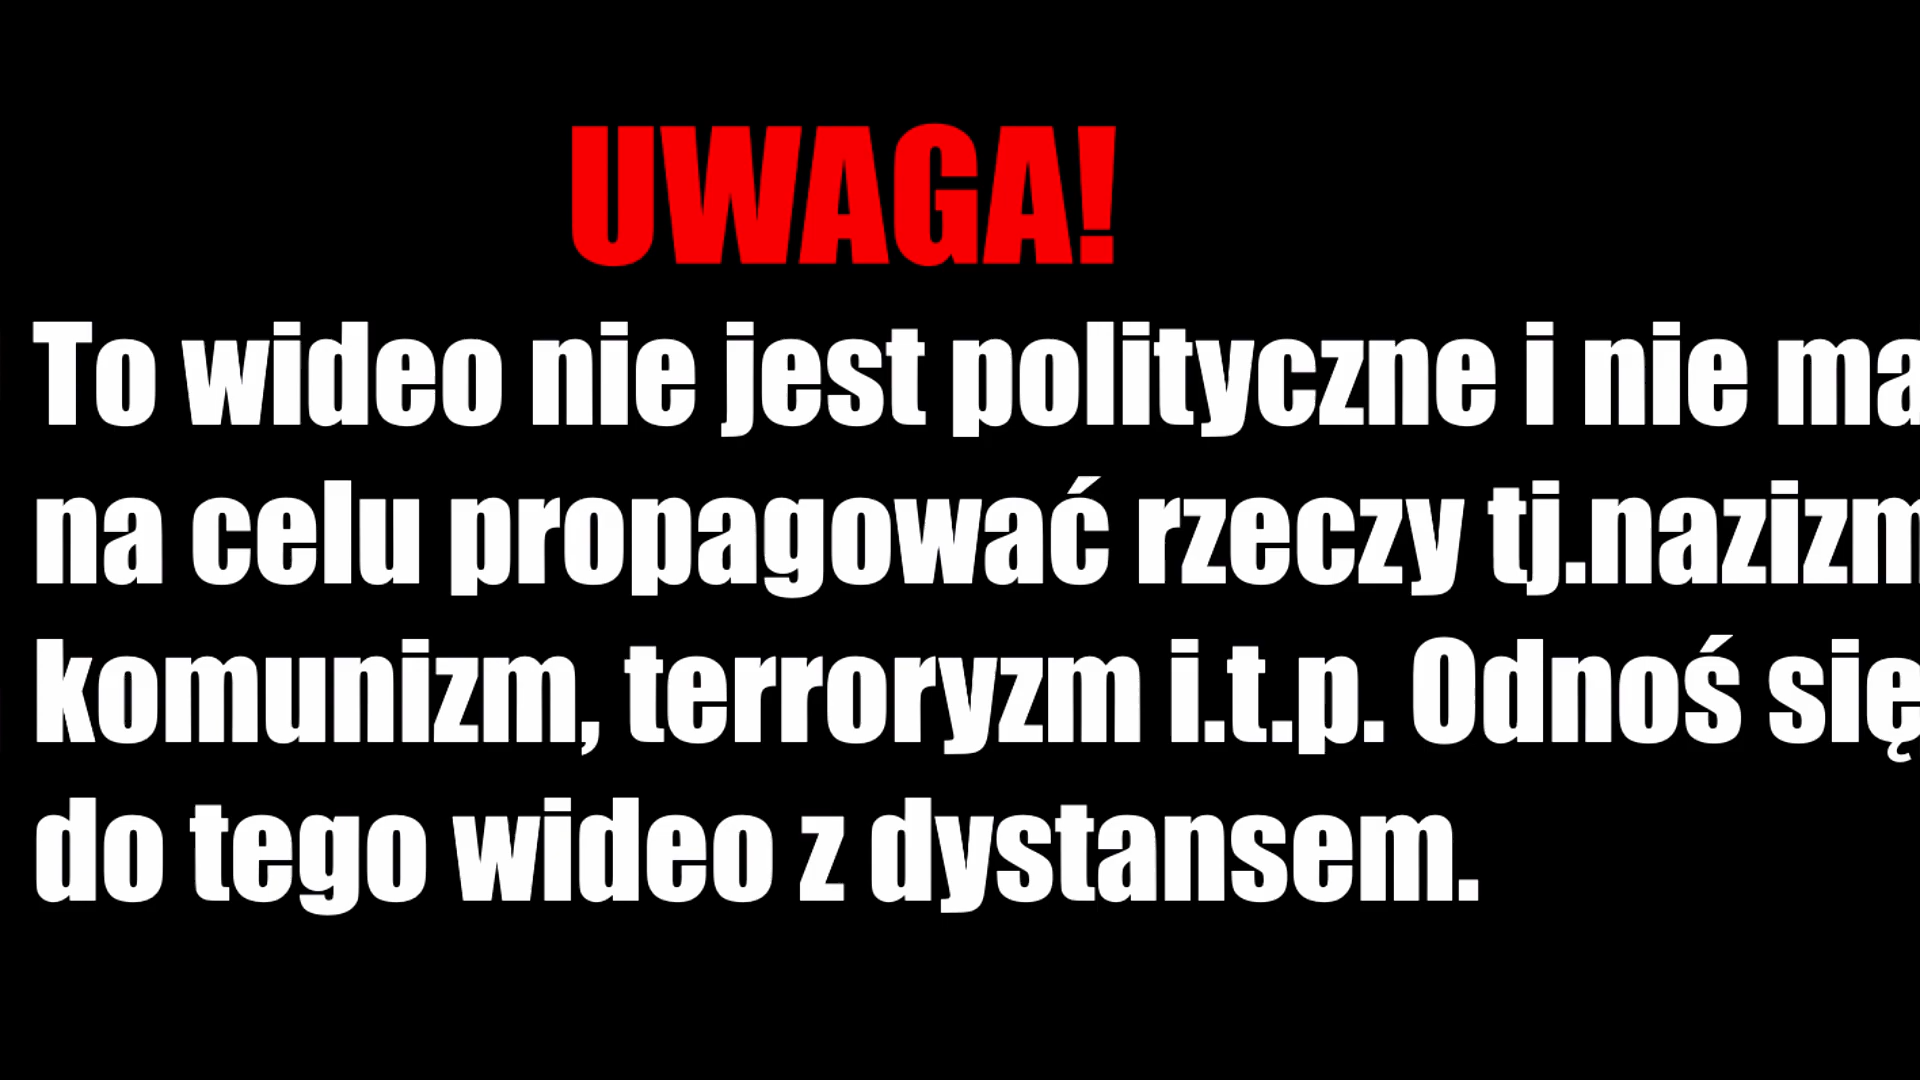 UWAGA!
To wideo nie jest polityczne i nie ma
na celu propagować rzeczy tj.nazizm
komunizm, terroryzm i.t.p. Odnoś się
do tego wideo z dystansem.